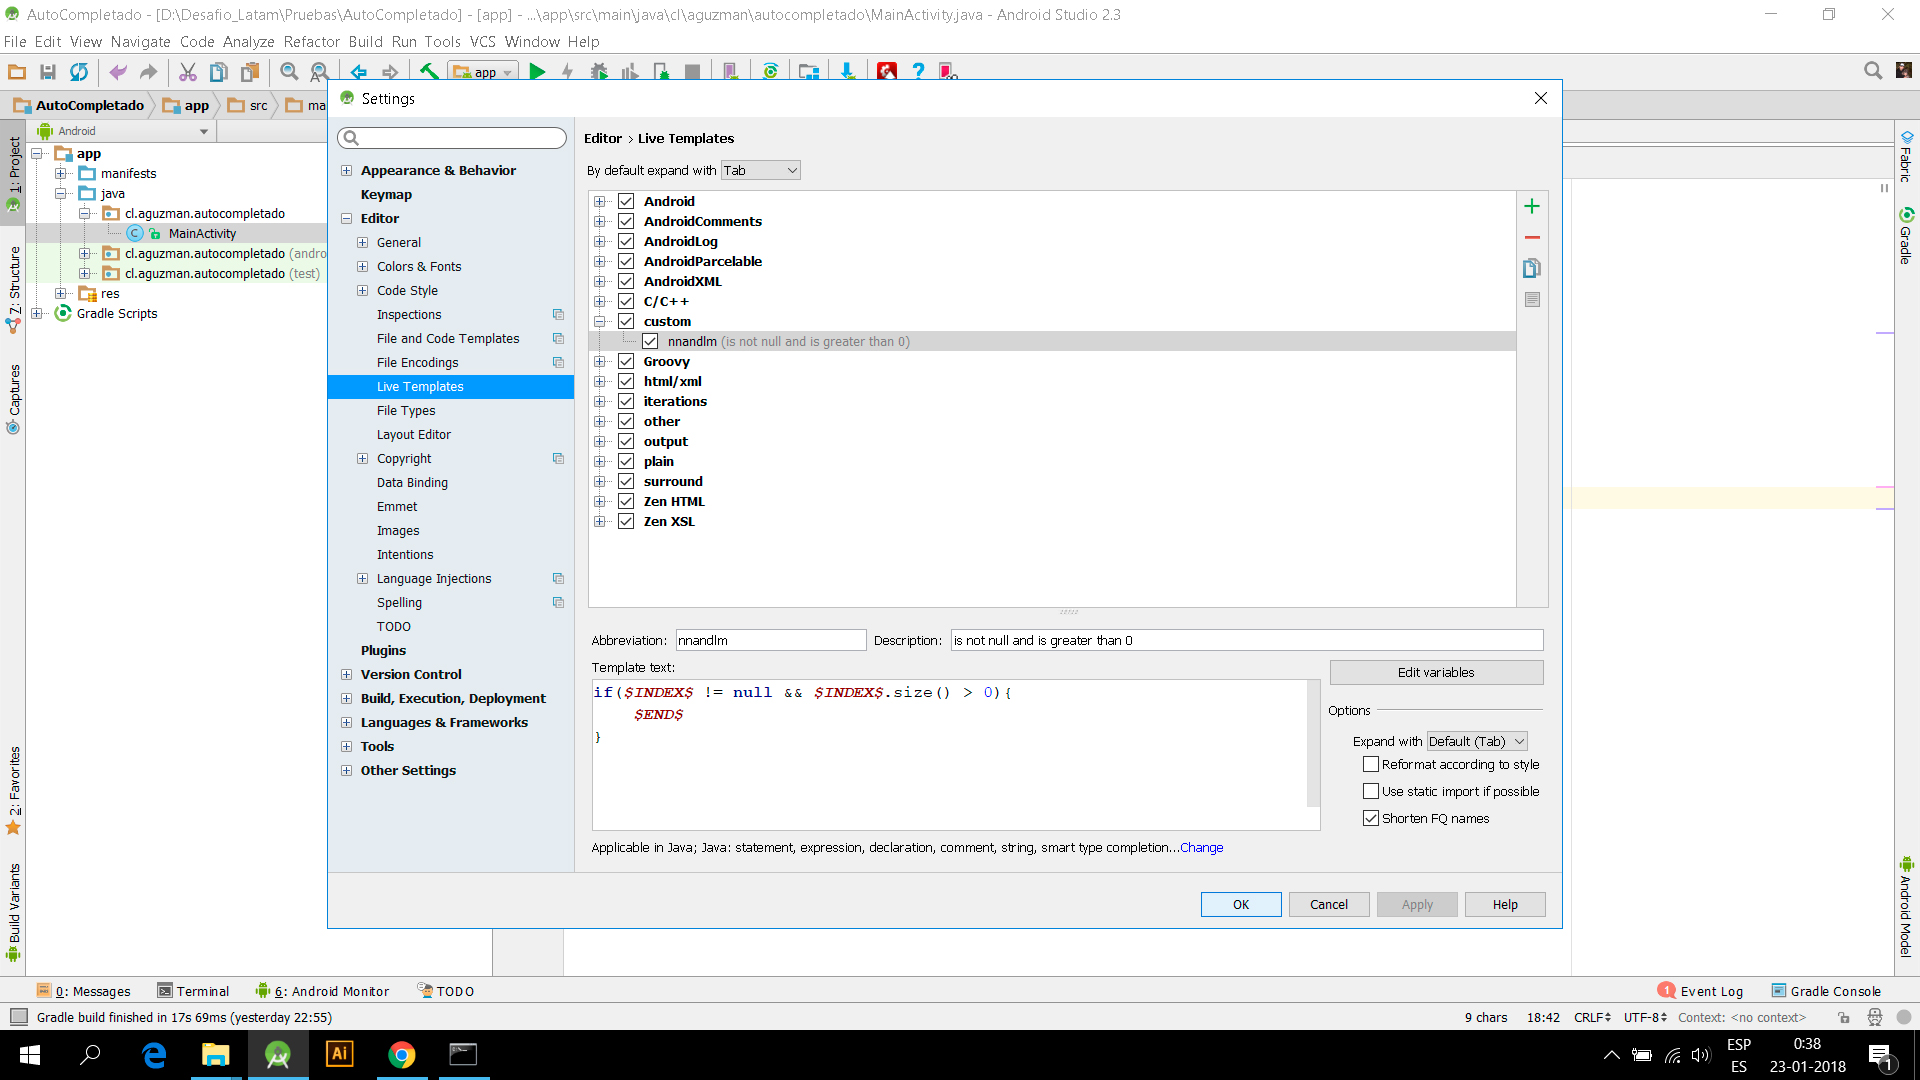 AutoCompletado - [D:\Desafio_Latam\Pruebas\AutoCompletado] - [app] - ...\app\src\main\java\cl\aguzman\autocompletado\MainActivity.java - Android Studio 2.3
File Edit View Navigate Code Analyze Refactor Build Run Tools VCS Window Help
app
AutoCompletado app src ma
Settings
Android
1: Project
7: Structure
Captures
2: Favorites
Build Variants
app
manifests
java
cl.aguzman.autocompletado
C MainActivity
cl.aguzman.autocompletado (andro
cl.aguzman.autocompletado (test)
res
Gradle Scripts
Appearance & Behavior
Keymap
Editor
General
Colors & Fonts
Code Style
Inspections
File and Code Templates
File Encodings
Live Templates
File Types
Layout Editor
Copyright
Data Binding
Emmet
Images
Intentions
Language Injections
Spelling
TODO
Plugins
Version Control
Build, Execution, Deployment
Languages & Frameworks
Tools
Other Settings
Editor › Live Templates
By default expand with Tab
Android
AndroidComments
AndroidLog
AndroidParcelable
AndroidXML
C/C++
custom
nnandlm (is not null and is greater than 0)
Groovy
html/xml
iterations
other
output
plain
surround
Zen HTML
Zen XSL
Abbreviation: nnandlm Description: is not null and is greater than 0
Template text:
if($INDEX$ != null && $INDEX$.size() > 0){
$END$
}
Edit variables
Options
Expand with Default (Tab)
Reformat according to style
Use static import if possible
Shorten FQ names
Applicable in Java; Java: statement, expression, declaration, comment, string, smart type completion...Change
OK Cancel Apply Help
Fabric
Gradle
Android Model
0: Messages Terminal 6: Android Monitor TODO
1 Event Log Gradle Console
Gradle build finished in 17s 69ms (yesterday 22:55)
9 chars 18:42 CRLF UTF-8 Context: <no context>
Ai
ESP
ES
0:38
23-01-2018
1